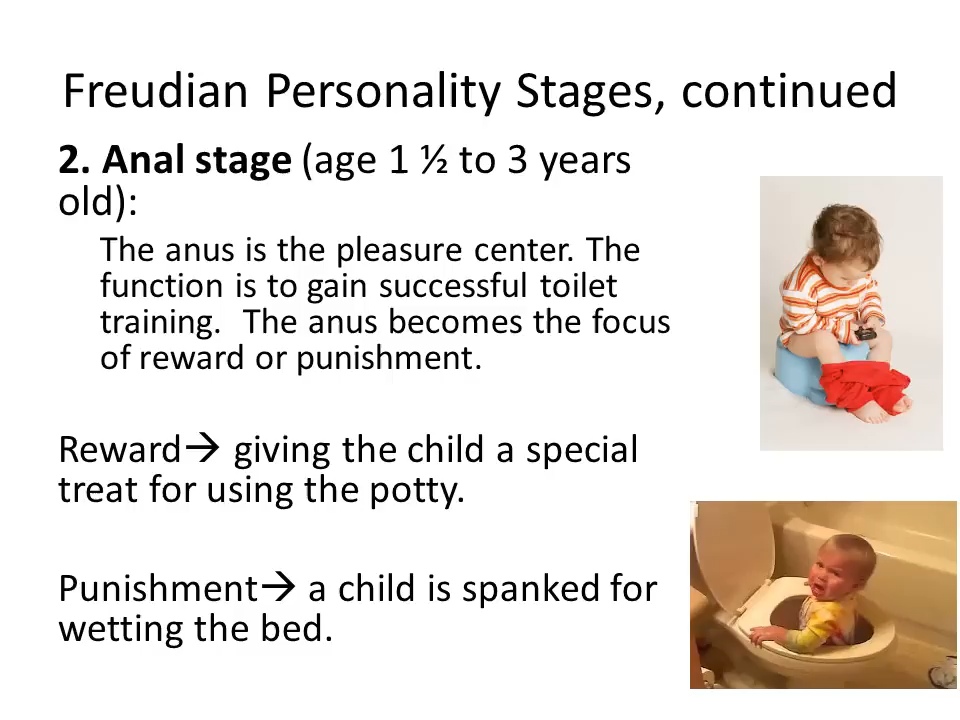 Freudian Personality Stages, continued
2. Anal stage (age 1 ½ to 3 years
old):
The anus is the pleasure center. The
function is to gain successful toilet
training.  The anus becomes the focus
of reward or punishment.
Reward→ giving the child a special
treat for using the potty.
Punishment→ a child is spanked for
wetting the bed.